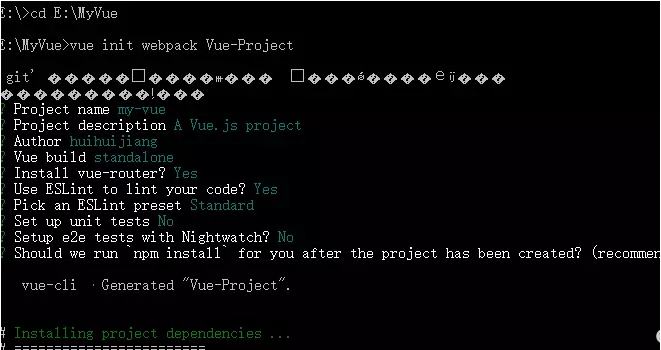 E:\>cd E:\MyVue
E:\MyVue>vue init webpack Vue-Project
git'
? Project name my-vue
? Project description A Vue.js project
? Author huihuijiang
? Vue build standalone
? Install vue-router? Yes
? Use ESLint to lint your code? Yes
? Pick an ESLint preset Standard
? Set up unit tests No
? Setup e2e tests with Nightwatch? No
? Should we run `npm install` for you after the project has been created? (recommen
vue-cli · Generated "Vue-Project".
# Installing project dependencies ...
# ========================